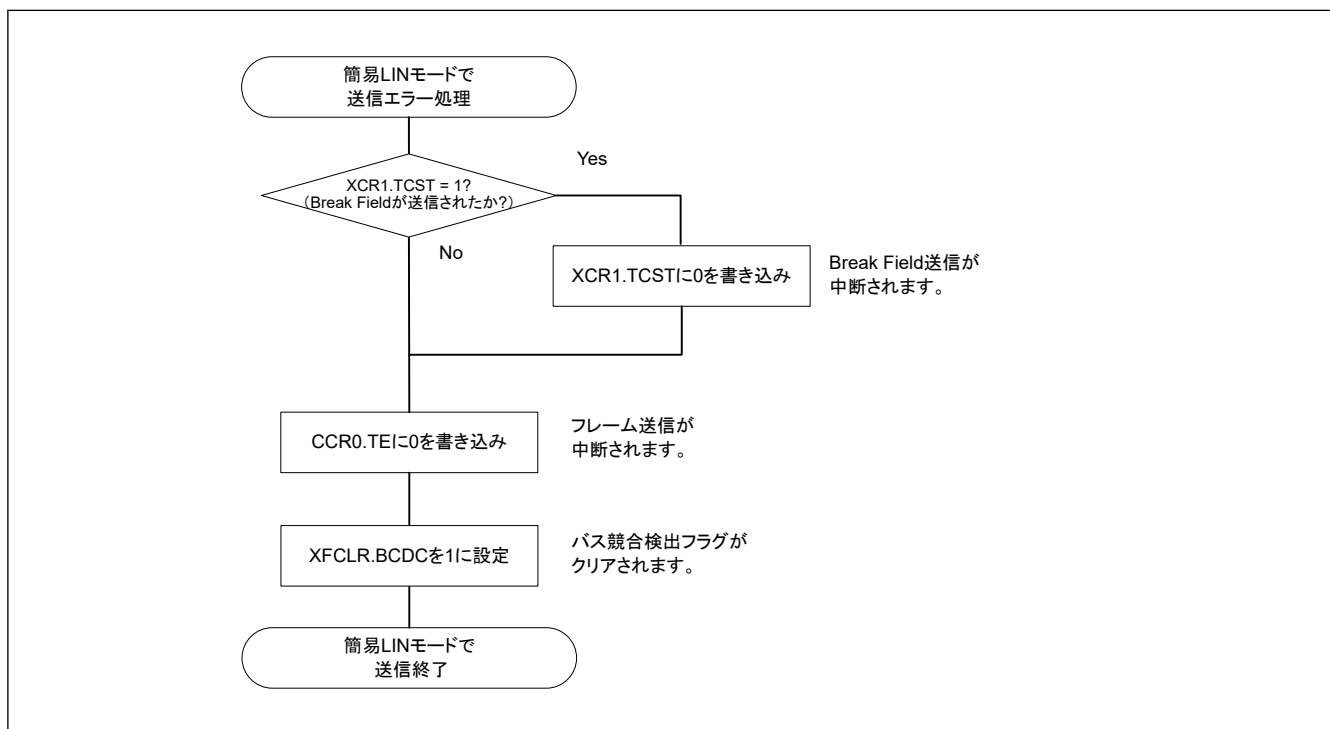 簡易LINモードで
送信エラー処理
Yes
XCR1.TCST = 1?
（Break Fieldが送信されたか?）
No
XCR1.TCSTに0を書き込み
Break Field送信が
中断されます。
CCR0.TEに0を書き込み
フレーム送信が
中断されます。
XFCLR.BCDCを1に設定
バス競合検出フラグが
クリアされます。
簡易LINモードで
送信終了